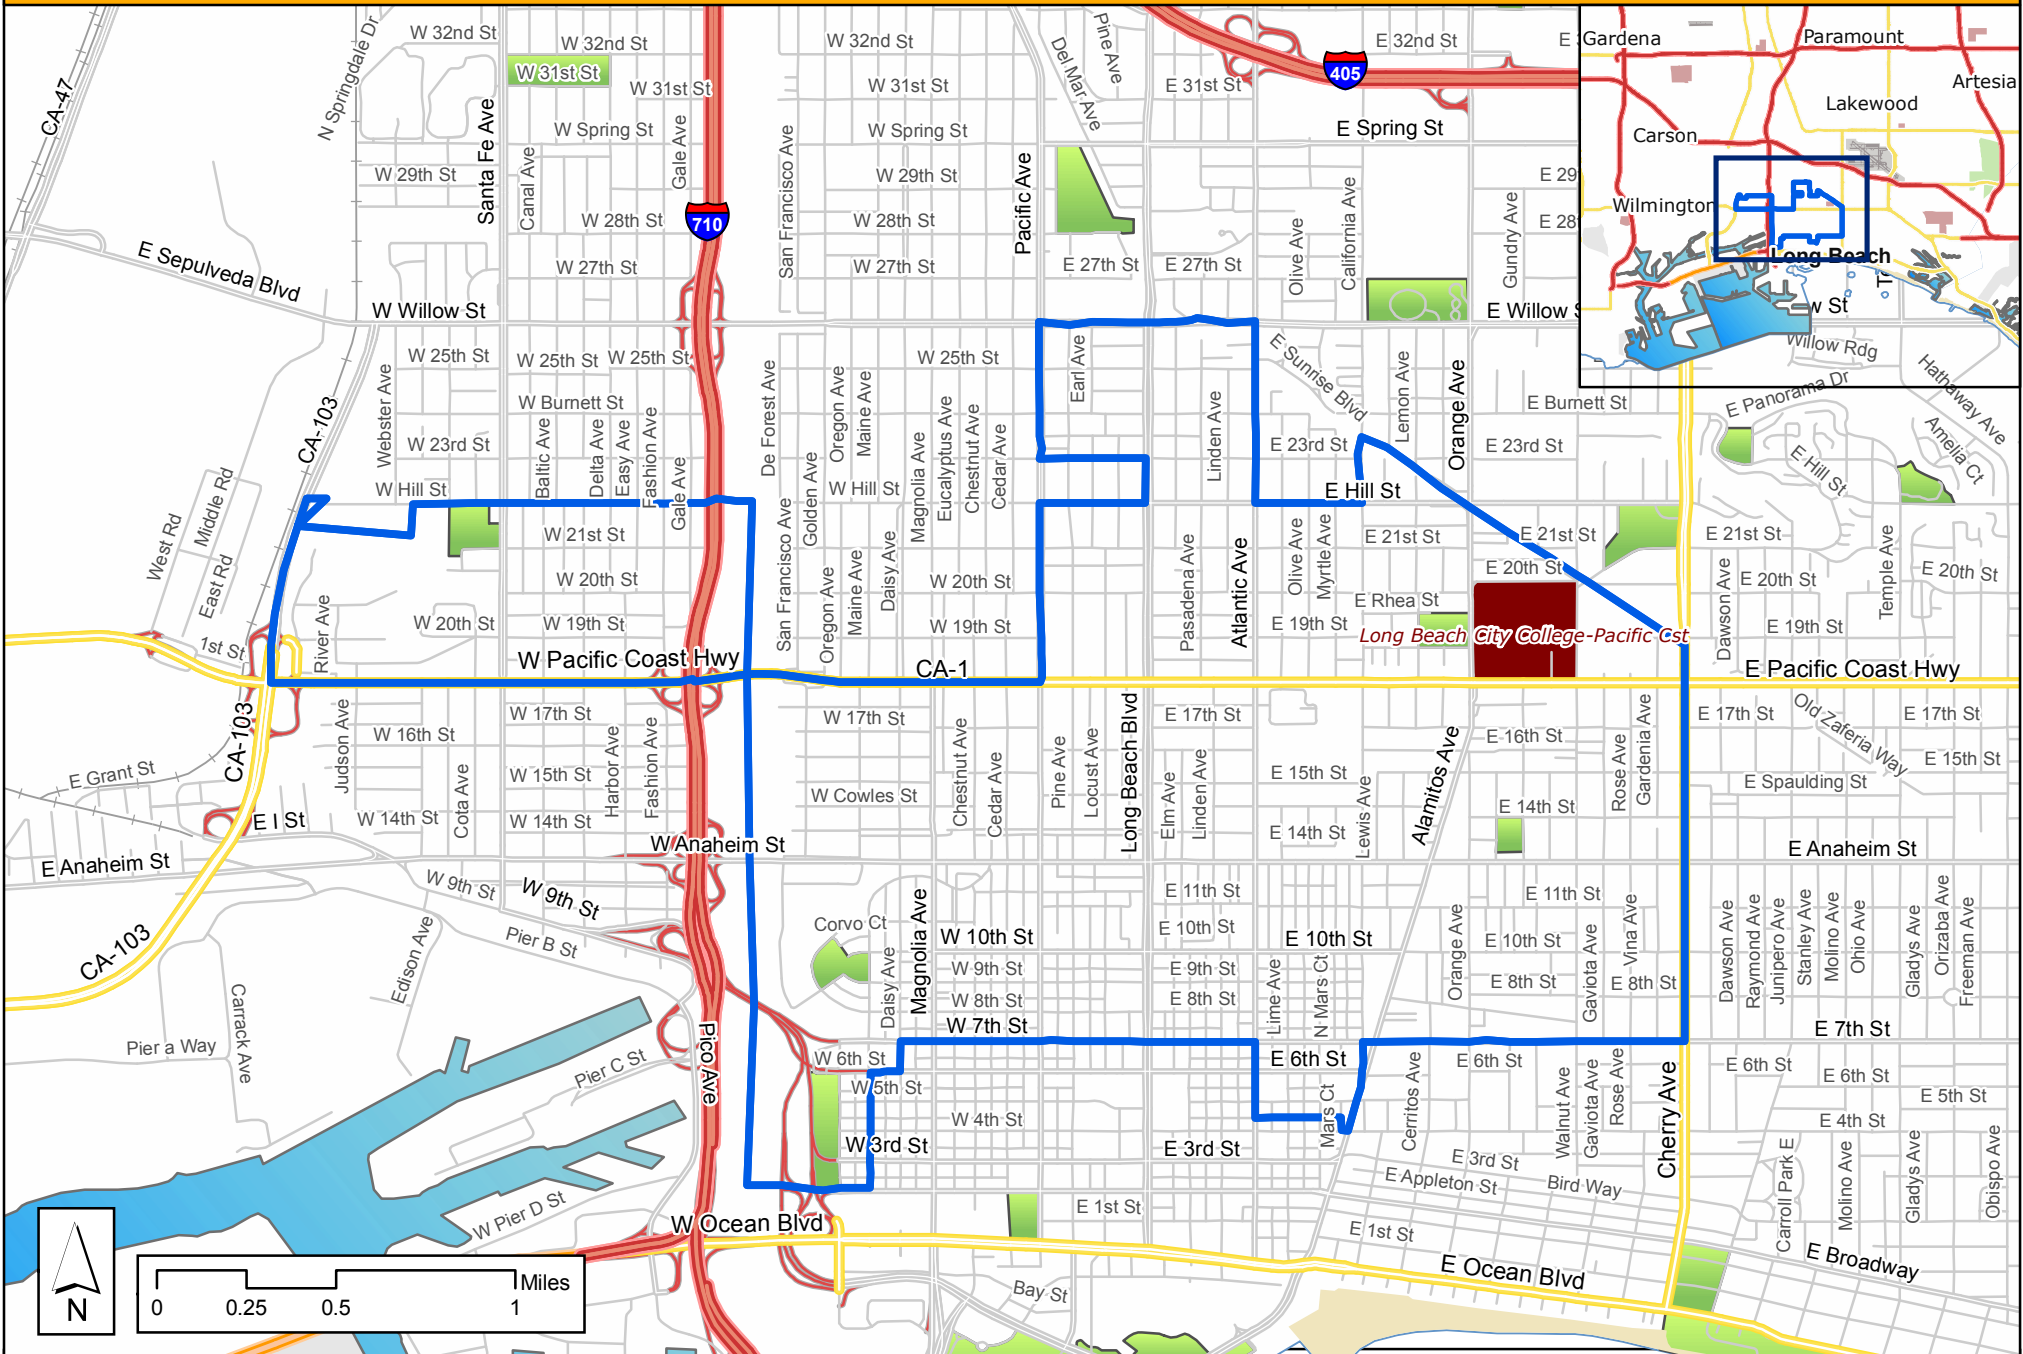 W 32nd St
W 32nd St
W 32nd St
E 32nd St
E 3
Gardena
Paramount
Artesia
Lakewood
Carson
Wilmington
Long Beach
N Springdale Dr
CA-47
W 31st St
W 31st St
W 31st St
E 31st St
405
Pine Ave
Del Mar Ave
Santa Fe Ave
W Spring St
W Spring St
E Spring St
Gale Ave
San Francisco Ave
Pacific Ave
Canal Ave
W 29th St
W 29th St
E 29
W 28th St
W 28th St
E 28
710
Olive Ave
California Ave
Gundry Ave
E Sepulveda Blvd
W 27th St
W 27th St
E 27th St
E 27th St
W Willow St
E Willow S
w St
Willow Rdg
W 25th St
W 25th St
W 25th St
W 25th St
Earl Ave
E Sunrise Blvd
Lemon Ave
Orange Ave
Hathaway Ave
E Panorama Dr
Webster Ave
W Burnett St
E Burnett St
De Forest Ave
Oregon Ave
Maine Ave
Linden Ave
CA-103
W 23rd St
E 23rd St
E 23rd St
Amelia Ct
E Hill St
Baltic Ave
Delta Ave
Easy Ave
Fashion Ave
Gale Ave
Golden Ave
Magnolia Ave
Eucalyptus Ave
Chestnut Ave
Cedar Ave
W Hill St
W Hill St
E Hill St
West Rd
Middle Rd
East Rd
W 21st St
E 21st St
E 21st St
E 21st St
San Francisco Ave
Oregon Ave
Maine Ave
Daisy Ave
Pasadena Ave
Atlantic Ave
Olive Ave
Myrtle Ave
W 20th St
W 20th St
E 20th St
E 20th St
E 20th St
Dawson Ave
Temple Ave
E Rhea St
River Ave
W 20th St
W 19th St
W 19th St
E 19th St
E 19th St
Long Beach City College-Pacific Cst
1st St
W Pacific Coast Hwy
CA-1
E Pacific Coast Hwy
CA-103
Judson Ave
W 17th St
W 17th St
E 17th St
E 17th St
E 17th St
Old Zaferia Way
W 16th St
E 16th St
Harbor Ave
Fashion Ave
Chestnut Ave
Cedar Ave
Pine Ave
Locust Ave
Long Beach Blvd
Elm Ave
Linden Ave
Alamitos Ave
Rose Ave
Gardenia Ave
E Grant St
W 15th St
E 15th St
E 15th St
E Spaulding St
Cota Ave
W Cowles St
Lewis Ave
E 14th St
E I St
W 14th St
W 14th St
E 14th St
W Anaheim St
E Anaheim St
E Anaheim St
W 9th St
W 9th St
E 11th St
E 11th St
Corvo Ct
Magnolia Ave
Daisy Ave
W 10th St
E 10th St
E 10th St
E 10th St
Orange Ave
Gaviota Ave
Vina Ave
Dawson Ave
Raymond Ave
Junipero Ave
Stanley Ave
Molino Ave
Ohio Ave
Gladys Ave
Orizaba Ave
Freeman Ave
CA-103
Edison Ave
Pier B St
W 9th St
E 9th St
Lime Ave
N Mars Ct
E 8th St
E 8th St
W 8th St
E 8th St
Carrack Ave
W 7th St
E 7th St
Pier a Way
Pico Ave
Pier C St
W 6th St
E 6th St
E 6th St
E 6th St
E 6th St
W 5th St
E 5th St
Mars Ct
Cerritos Ave
Walnut Ave
Gaviota Ave
Rose Ave
Cherry Ave
W 4th St
E 4th St
W 3rd St
E 3rd St
E 3rd St
E Appleton St
Bird Way
Carroll Park E
Molino Ave
Gladys Ave
Obispo Ave
W Pier D St
E 1st St
W Ocean Blvd
E 1st St
E Ocean Blvd
E Broadway
Bay St
N
Miles
0 0.25 0.5 1